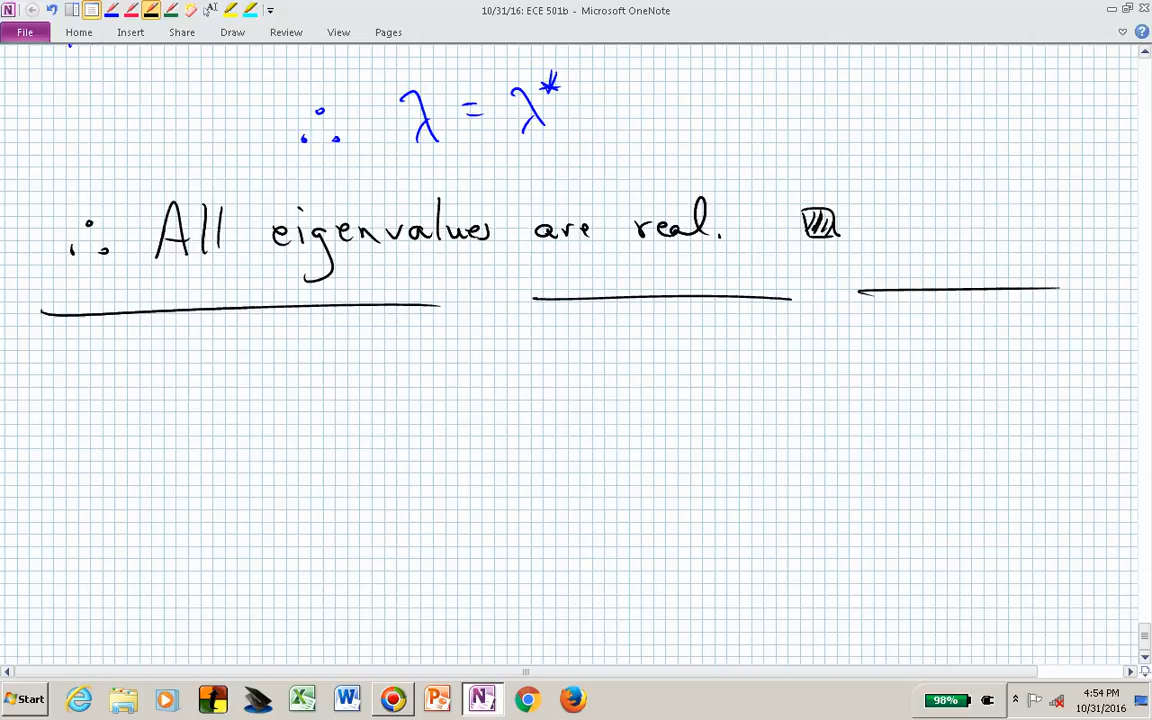 10/31/16: ECE 501b - Microsoft OneNote
File Home Insert Share Draw Review View Pages
∴ λ = λ*
∴ All eigenvalues are real.
Start
98%
4:54 PM
10/31/2016